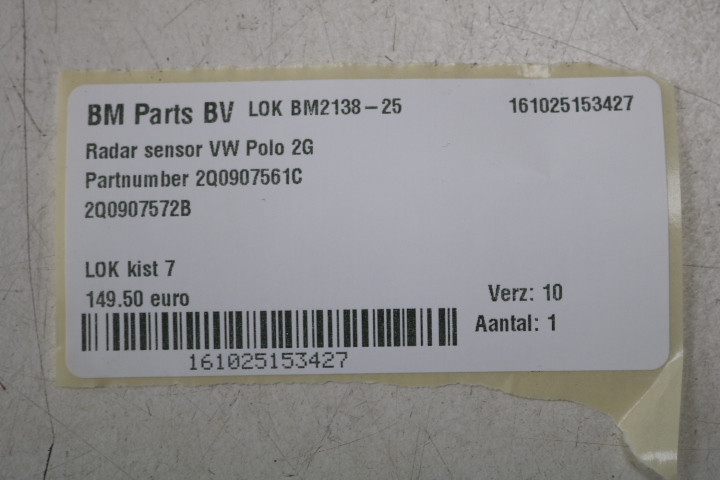 BM Parts BV LOK BM2138-25 161025153427
Radar sensor VW Polo 2G
Partnumber 2Q0907561C
2Q0907572B
LOK kist 7
149.50 euro Verz: 10
Aantal: 1
161025153427